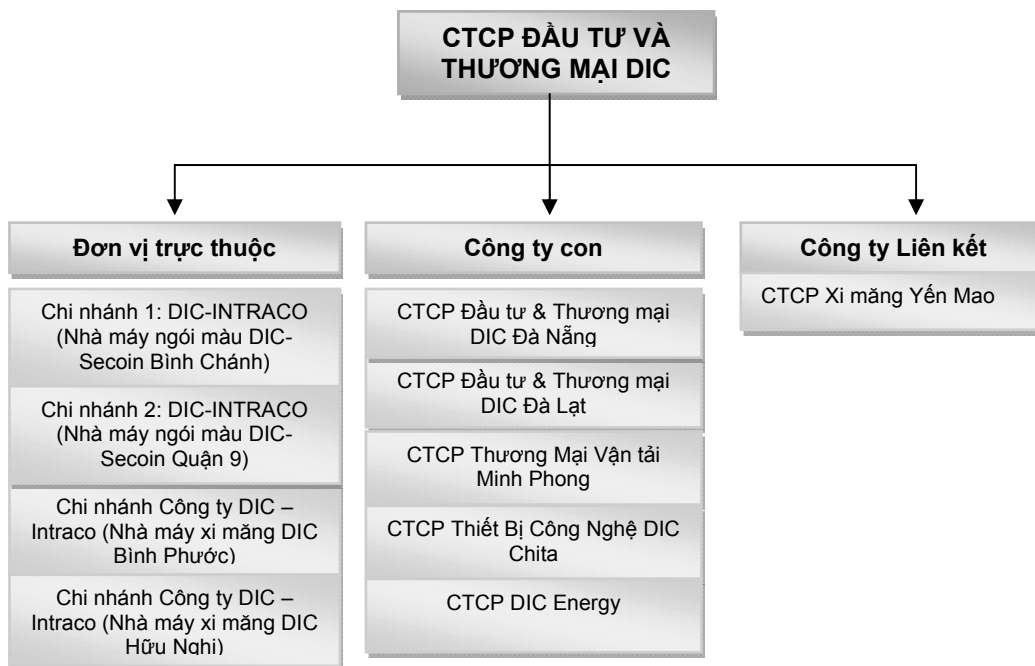 CTCP ĐẦU TƯ VÀ
THƯƠNG MẠI DIC
Đơn vị trực thuộc
Chi nhánh 1: DIC-INTRACO
(Nhà máy ngói màu DIC-
Secoin Bình Chánh)
Chi nhánh 2: DIC-INTRACO
(Nhà máy ngói màu DIC-
Secoin Quận 9)
Chi nhánh Công ty DIC –
Intraco (Nhà máy xi măng DIC
Bình Phước)
Chi nhánh Công ty DIC –
Intraco (Nhà máy xi măng DIC
Hữu Nghị)
Công ty con
CTCP Đầu tư & Thương mại
DIC Đà Nẵng
CTCP Đầu tư & Thương mại
DIC Đà Lạt
CTCP Thương Mại Vận tải
Minh Phong
CTCP Thiết Bị Công Nghệ DIC
Chita
CTCP DIC Energy
Công ty Liên kết
CTCP Xi măng Yến Mao